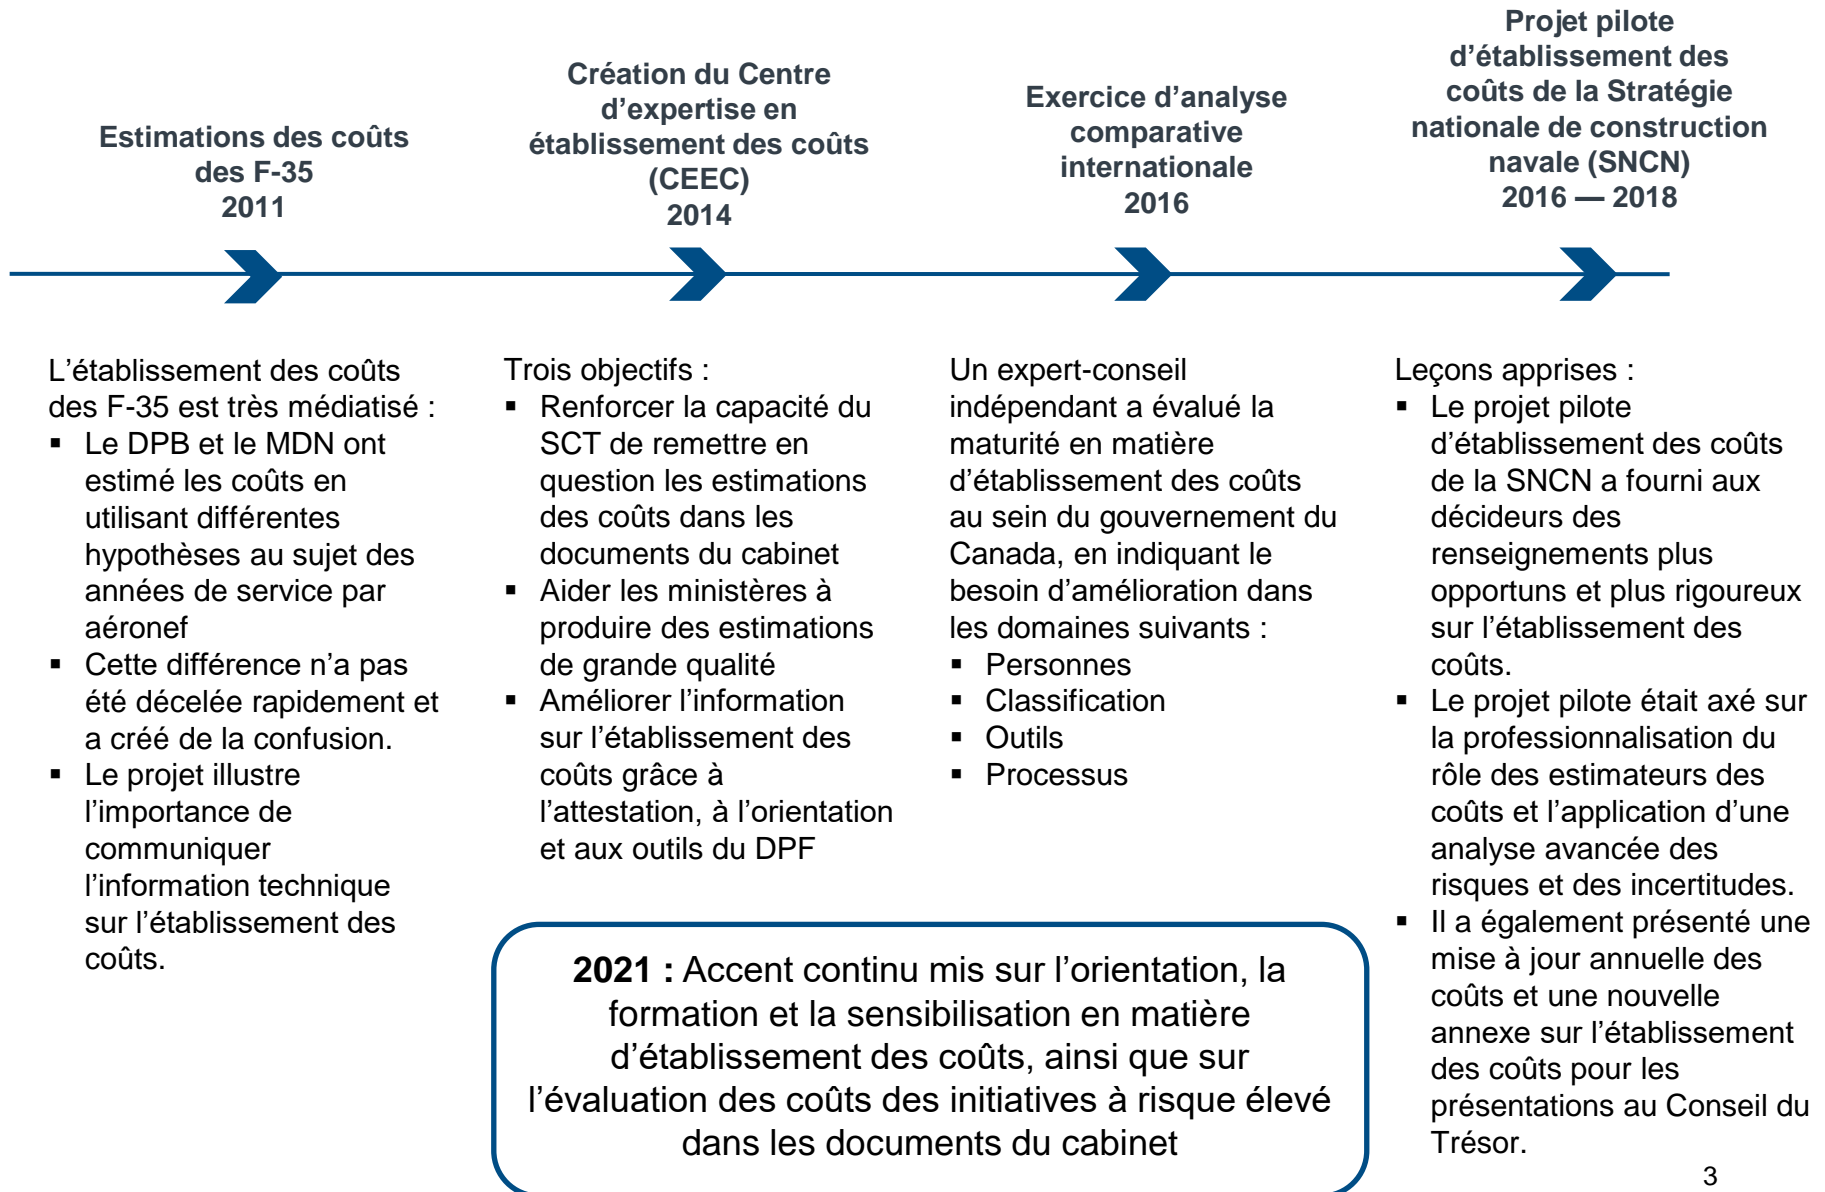 Estimations des coûts
des F-35
2011
Création du Centre
d’expertise en
établissement des coûts
(CEEC)
2014
Exercice d’analyse
comparative
internationale
2016
Projet pilote
d’établissement des
coûts de la Stratégie
nationale de construction
navale (SNCN)
2016 — 2018
L’établissement des coûts
des F-35 est très médiatisé :
▪ Le DPB et le MDN ont
estimé les coûts en
utilisant différentes
hypothèses au sujet des
années de service par
aéronef
▪ Cette différence n’a pas
été décelée rapidement et
a créé de la confusion.
▪ Le projet illustre
l’importance de
communiquer
l’information technique
sur l’établissement des
coûts.
Trois objectifs :
▪ Renforcer la capacité du
SCT de remettre en
question les estimations
des coûts dans les
documents du cabinet
▪ Aider les ministères à
produire des estimations
de grande qualité
▪ Améliorer l’information
sur l’établissement des
coûts grâce à
l’attestation, à l’orientation
et aux outils du DPF
Un expert-conseil
indépendant a évalué la
maturité en matière
d’établissement des coûts
au sein du gouvernement du
Canada, en indiquant le
besoin d’amélioration dans
les domaines suivants :
▪ Personnes
▪ Classification
▪ Outils
▪ Processus
Leçons apprises :
▪ Le projet pilote
d’établissement des coûts
de la SNCN a fourni aux
décideurs des
renseignements plus
opportuns et plus rigoureux
sur l’établissement des
coûts.
▪ Le projet pilote était axé sur
la professionnalisation du
rôle des estimateurs des
coûts et l’application d’une
analyse avancée des
risques et des incertitudes.
▪ Il a également présenté une
mise à jour annuelle des
coûts et une nouvelle
annexe sur l’établissement
des coûts pour les
présentations au Conseil du
Trésor.
2021 : Accent continu mis sur l’orientation, la
formation et la sensibilisation en matière
d’établissement des coûts, ainsi que sur
l’évaluation des coûts des initiatives à risque élevé
dans les documents du cabinet
3